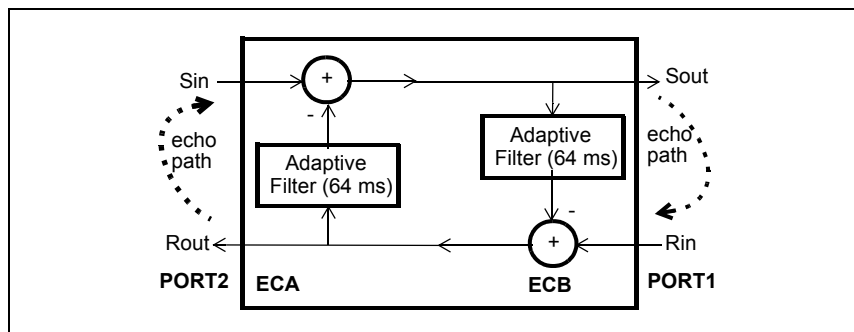 Sin
+
Sout
-
echo
path
Adaptive
Filter (64 ms)
Adaptive
Filter (64 ms)
echo
path
-
Rout
+
Rin
PORT2
ECA
ECB
PORT1